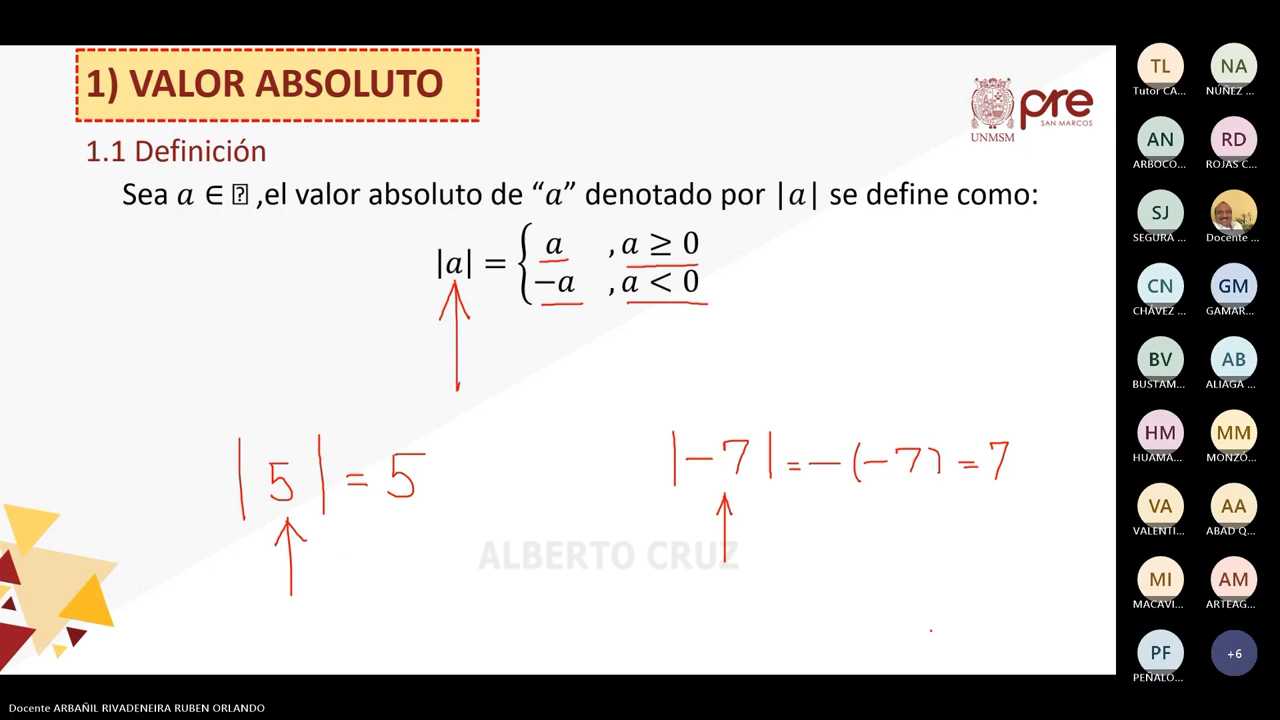 1) VALOR ABSOLUTO
UNMSM
pre
SAN MARCOS
1.1 Definición
Sea a ∈ ⍰ ,el valor absoluto de “a” denotado por |a| se define como:
|a| = { a , a ≥ 0
−a , a < 0
|5| = 5
|−7| = −(−7) = 7
ALBERTO CRUZ
TL
Tutor CA...
NA
NÚÑEZ ...
AN
ARBOCO...
RD
ROJAS C...
SJ
SEGURA ...
Docente ...
CN
CHÁVEZ ...
GM
GAMAR...
BV
BUSTAM...
AB
ALIAGA ...
HM
HUAMA...
MM
MONZÓ...
VA
VALENTI...
AA
ABAD Q...
MI
MACAVI...
AM
ARTEAG...
PF
PEÑALO...
+6
Docente ARBAÑIL RIVADENEIRA RUBEN ORLANDO